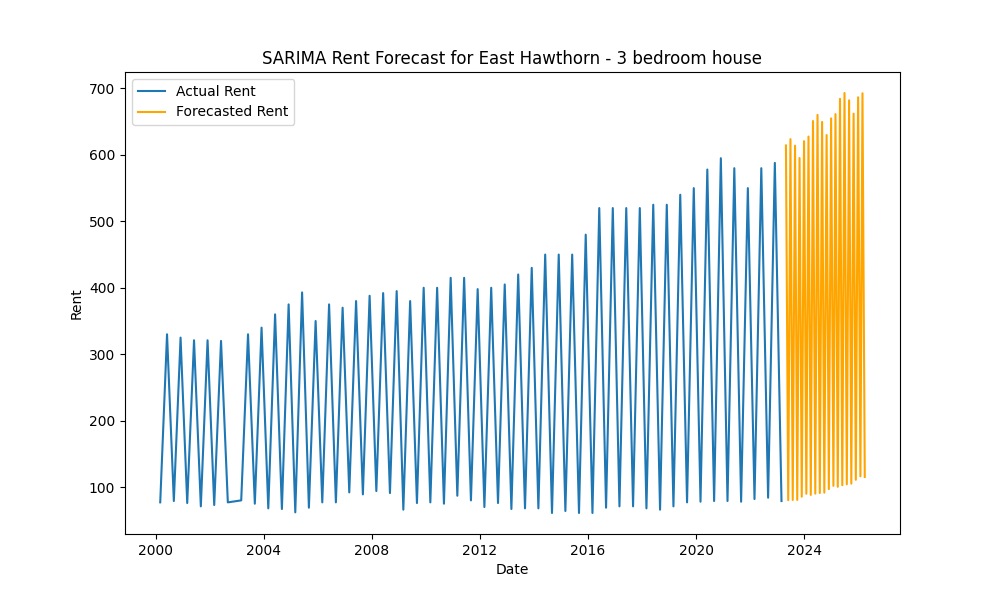 SARIMA Rent Forecast for East Hawthorn - 3 bedroom house
Actual Rent
Forecasted Rent
700
600
500
400
300
200
100
Rent
2000 2004 2008 2012 2016 2020 2024
Date